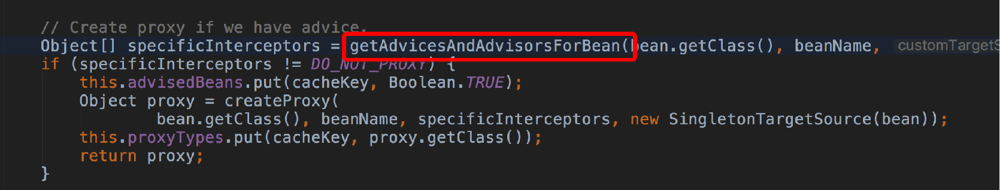 // Create proxy if we have advice.
Object[] specificInterceptors = getAdvicesAndAdvisorsForBean(bean.getClass(), beanName, customTargetS
if (specificInterceptors != DO_NOT_PROXY) {
this.advisedBeans.put(cacheKey, Boolean.TRUE);
Object proxy = createProxy(
bean.getClass(), beanName, specificInterceptors, new SingletonTargetSource(bean));
this.proxyTypes.put(cacheKey, proxy.getClass());
return proxy;
}